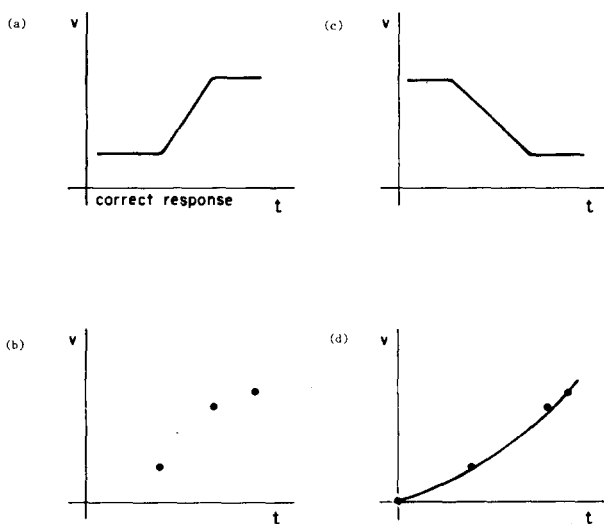 (a) v
correct response t
(c) v
t
(b) v
t
(d) v
t